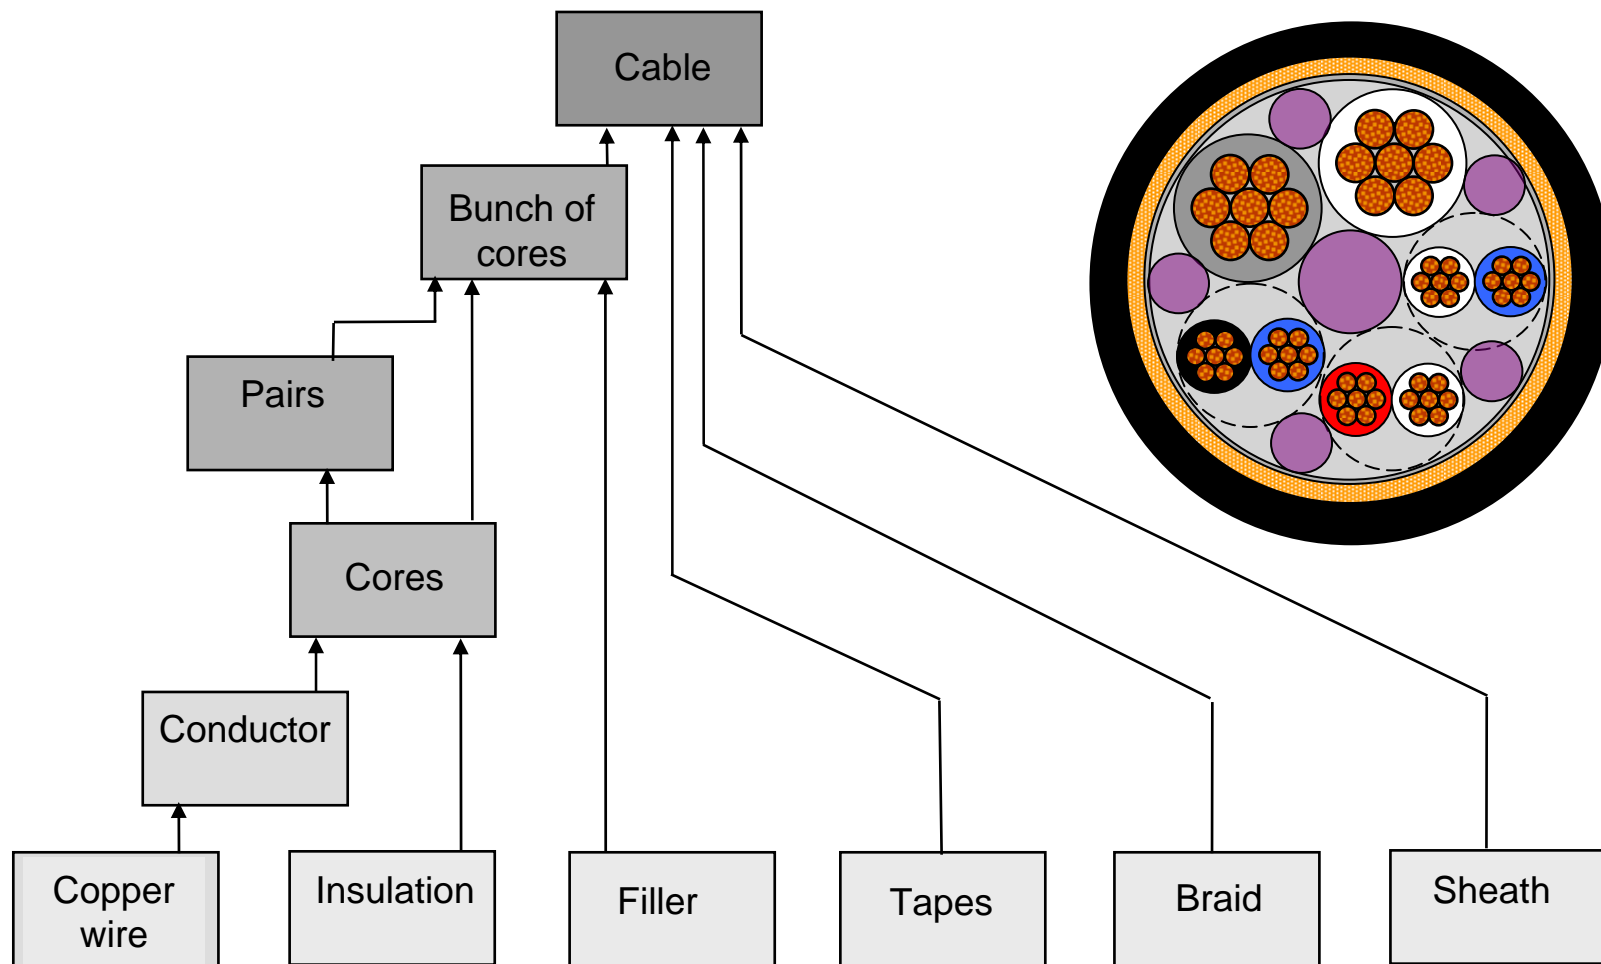 Cable
Bunch of
cores
Pairs
Cores
Conductor
Copper
wire
Insulation
Filler
Tapes
Braid
Sheath